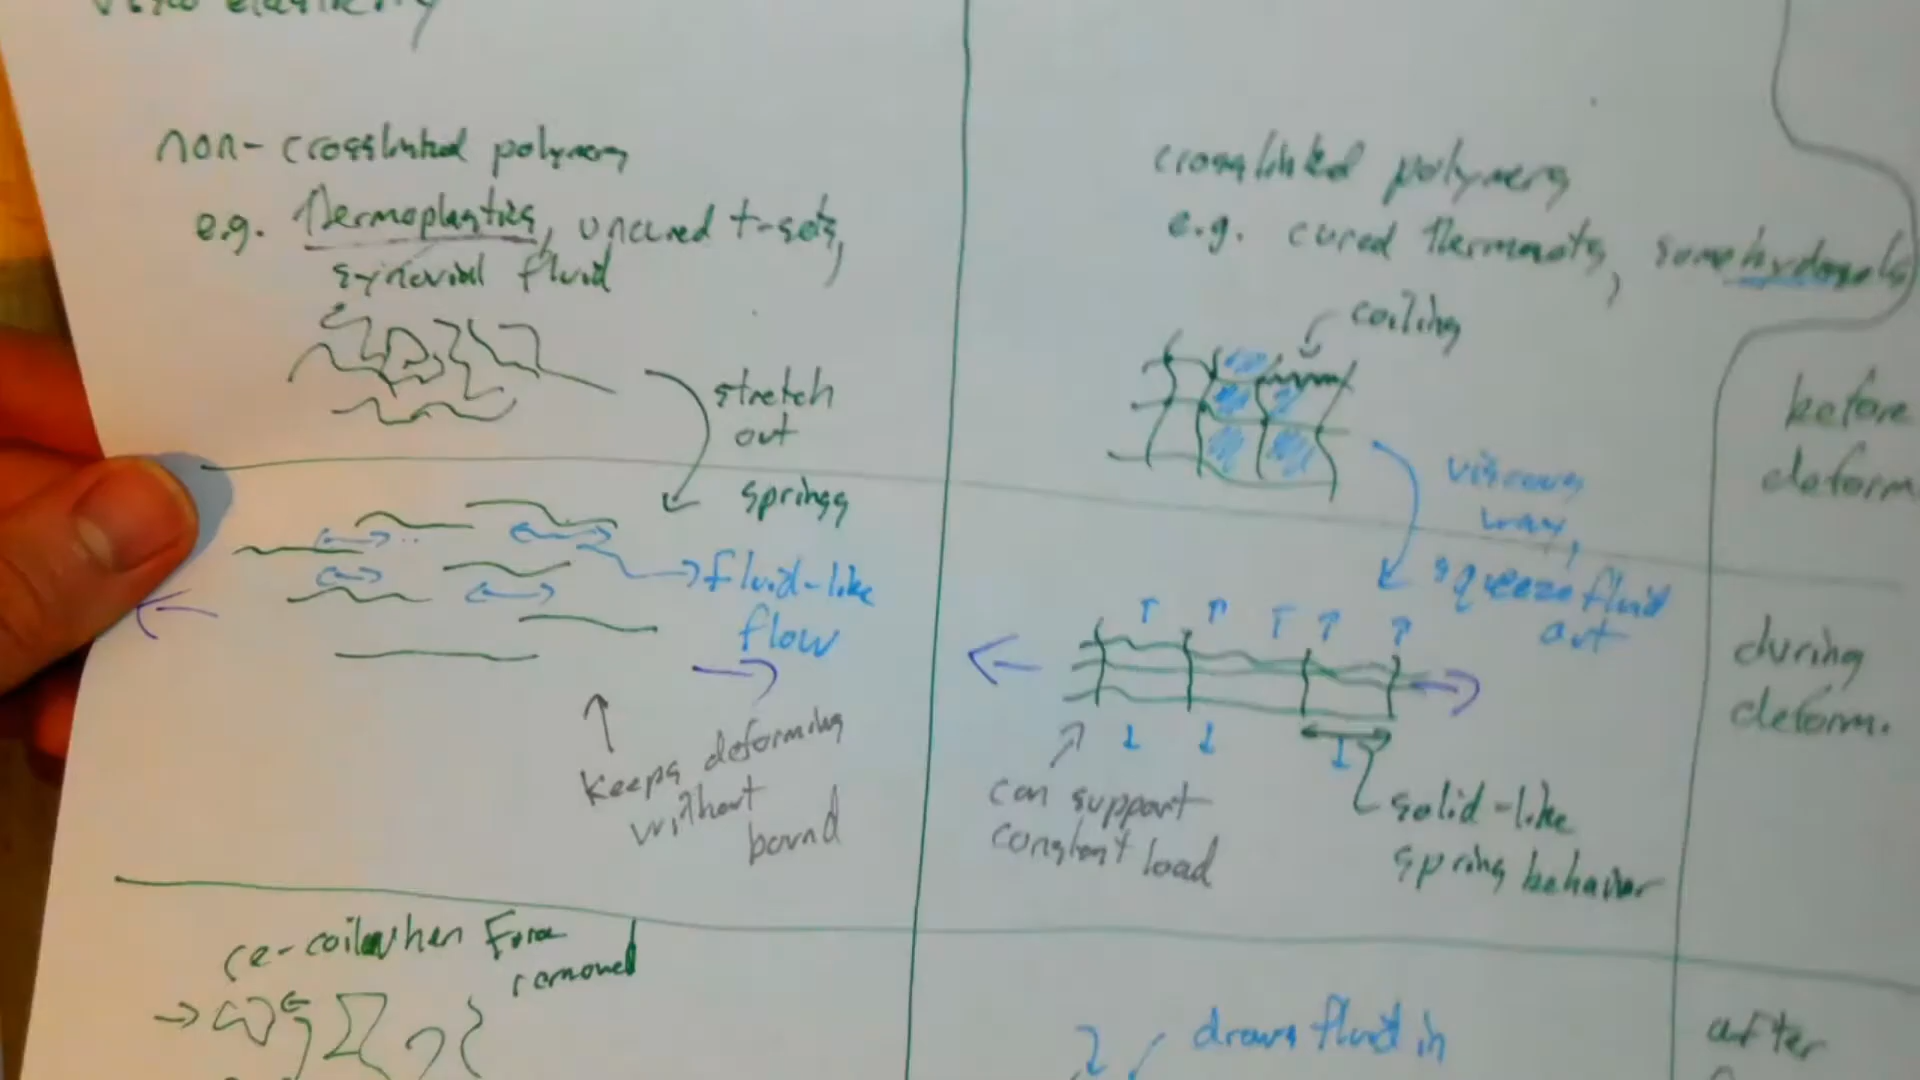 visco elasticity
non-crosslinked polymers
e.g. thermoplastics, uncured t-sets,
synovial fluid
stretch
out
springs
fluid-like
flow
keeps deforming
without
bound
re-coil when Force
removed
crosslinked polymers
e.g. cured thermosets, some hydrogels
coiling
viscous
way,
squeeze fluid
out
can support
constant load
solid-like
spring behavior
draws fluid in
before
deform.
during
deform.
after